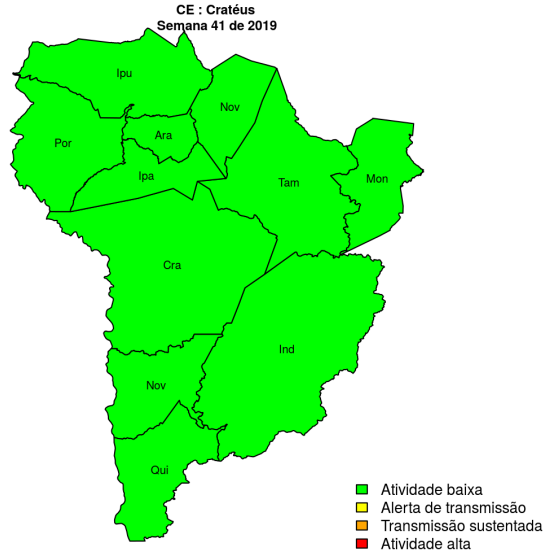 CE : Cratéus
Semana 41 de 2019
Ipu
Nov
Por
Ara
Ipa
Tam
Mon
Cra
Ind
Nov
Qui
Atividade baixa
Alerta de transmissão
Transmissão sustentada
Atividade alta